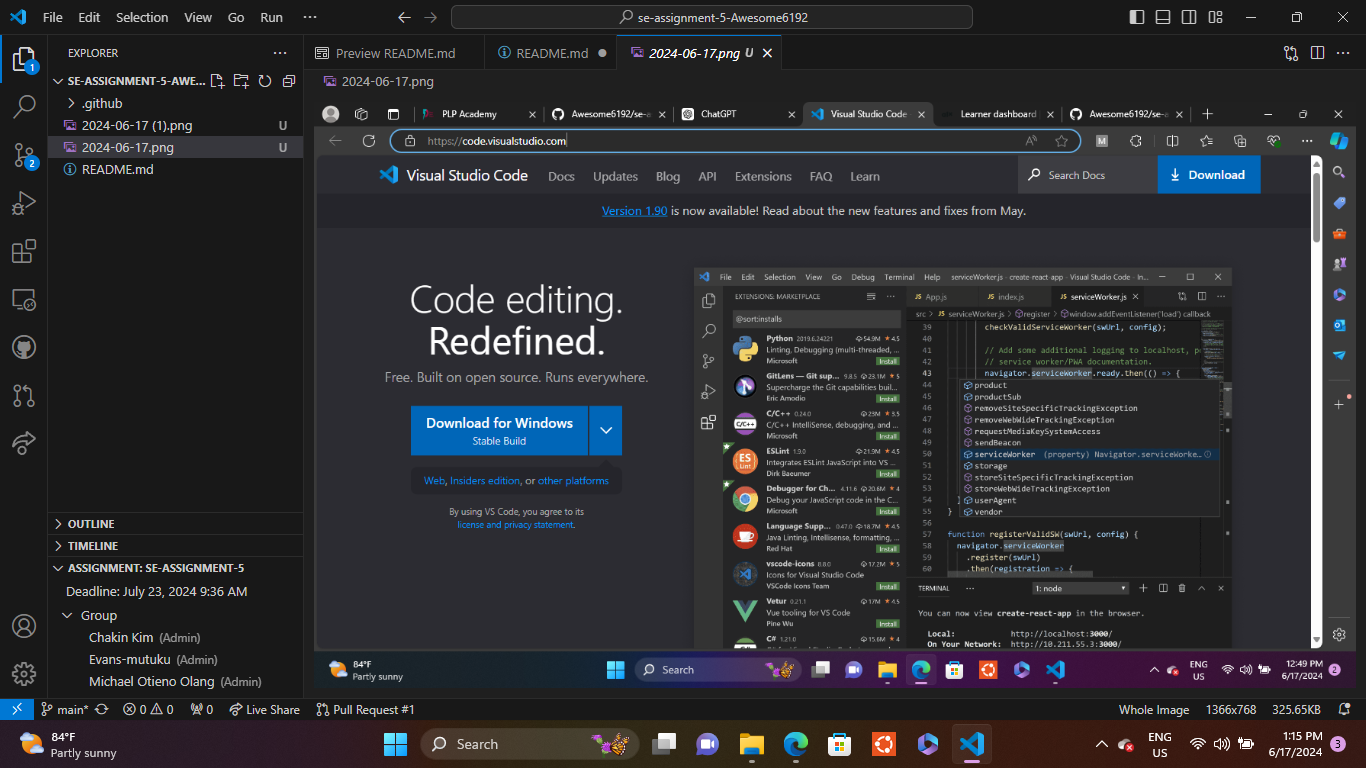 File Edit Selection View Go Run ···
se-assignment-5-Awesome6192
EXPLORER
SE-ASSIGNMENT-5-AWE...
.github
2024-06-17 (1).png U
2024-06-17.png U
README.md
OUTLINE
TIMELINE
ASSIGNMENT: SE-ASSIGNMENT-5
Deadline: July 23, 2024 9:36 AM
Group
Chakin Kim (Admin)
Evans-mutuku (Admin)
Michael Otieno Olang (Admin)
1
2
Preview README.md
README.md
2024-06-17.png U
2024-06-17.png
PLP Academy
Awesome6192/se-a
ChatGPT
Visual Studio Code
Learner dashboard
Awesome6192/se-a
https://code.visualstudio.com
Visual Studio Code
Docs Updates Blog API Extensions FAQ Learn
Search Docs
Download
Version 1.90 is now available! Read about the new features and fixes from May.
Code editing.
Redefined.
Free. Built on open source. Runs everywhere.
Download for Windows
Stable Build
Web, Insiders edition, or other platforms
By using VS Code, you agree to its
license and privacy statement.
File Edit Selection View Go Debug Terminal Help serviceWorker.js - create-react-app - Visual Studio Code - In...
EXTENSIONS: MARKETPLACE
@sort:installs
Python 2019.6.24221 54.9M 4.5
Linting, Debugging (multi-threaded, ...
Microsoft Install
GitLens — Git sup... 9.8.5 23.1M 5
Supercharge the Git capabilities buil...
Eric Amodio Install
C/C++ 0.24.0 23M 3.5
C/C++ IntelliSense, debugging, and ...
Microsoft Install
ESLint 1.9.0 21.9M 4.5
Integrates ESLint JavaScript into VS ...
Dirk Baeumer Install
Debugger for Ch... 4.11.6 20.6M 4
Debug your JavaScript code in the C...
Microsoft Install
Language Supp... 0.47.0 18.7M 4.5
Java Linting, Intellisense, formatting, ...
Red Hat Install
vscode-icons 8.8.0 17.2M 5
Icons for Visual Studio Code
VSCode Icons Team Install
Vetur 0.21.1 17M 4.5
Vue tooling for VS Code
Pine Wu Install
C# 1.21.0 15.6M 4
JS App.js
JS index.js
JS serviceWorker.js
src > JS serviceWorker.js > register > window.addEventListener('load') callback
39 checkValidServiceWorker(swUrl, config);
40
41 // Add some additional logging to localhost, p
42 // service worker/PWA documentation.
43 navigator.serviceWorker.ready.then(() => {
44 product
45 productSub
46 removeSiteSpecificTrackingException
47 removeWebWideTrackingException
48 requestMediaKeySystemAccess
49 sendBeacon
50 serviceWorker (property) Navigator.serviceWorke...
51 storage
52 storeSiteSpecificTrackingException
53 storeWebWideTrackingException
54 } userAgent
55 } vendor
56
57 function registerValidSW(swUrl, config) {
58 navigator.serviceWorker
59 .register(swUrl)
60 .then(registration => {
TERMINAL ··· 1: node
You can now view create-react-app in the browser.
Local: http://localhost:3000/
On Your Network: http://10.211.55.3:3000/
84°F
Partly sunny
Search
ENG
US
12:49 PM
6/17/2024
2
main*
0 0
0
Live Share
Pull Request #1
Whole Image
1366x768
325.65KB
84°F
Partly sunny
Search
ENG
US
1:15 PM
6/17/2024
3